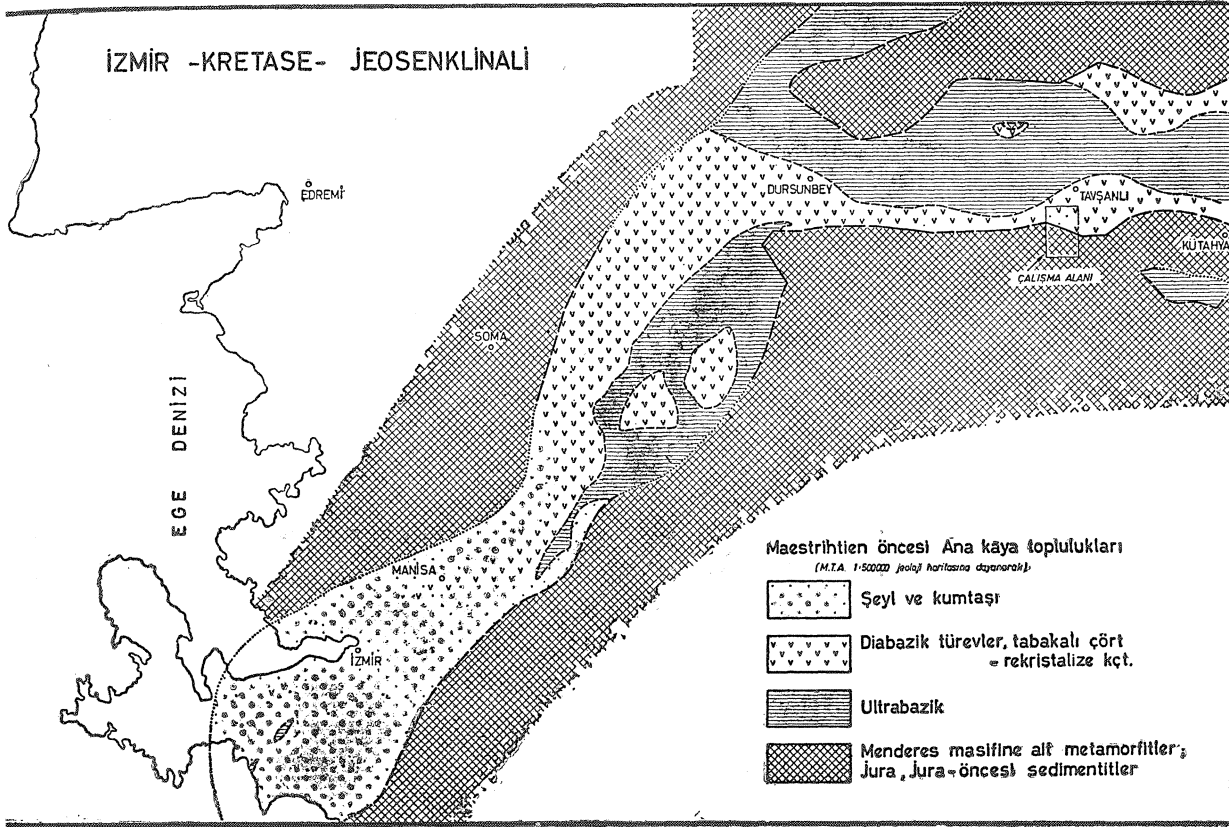 İZMİR -KRETASE- JEOSENKLİNALİ
EDREMİ
DURSUNBEY
TAVŞANLI
KÜTAHYA
ÇALIŞMA ALANI
SOMA
EGE DENİZİ
MANİSA
İZMİR
Maestrihtien öncesi Ana kaya toplulukları
(M.T.A. 1:500000 jeoloji haritasına dayanarak)
Şeyl ve kumtaşı
Diabazik türevler, tabakalı çört
- rekristalize kçt.
Ultrabazik
Menderes masifine ait metamorfitler;
Jura, Jura-öncesi sedimentitler